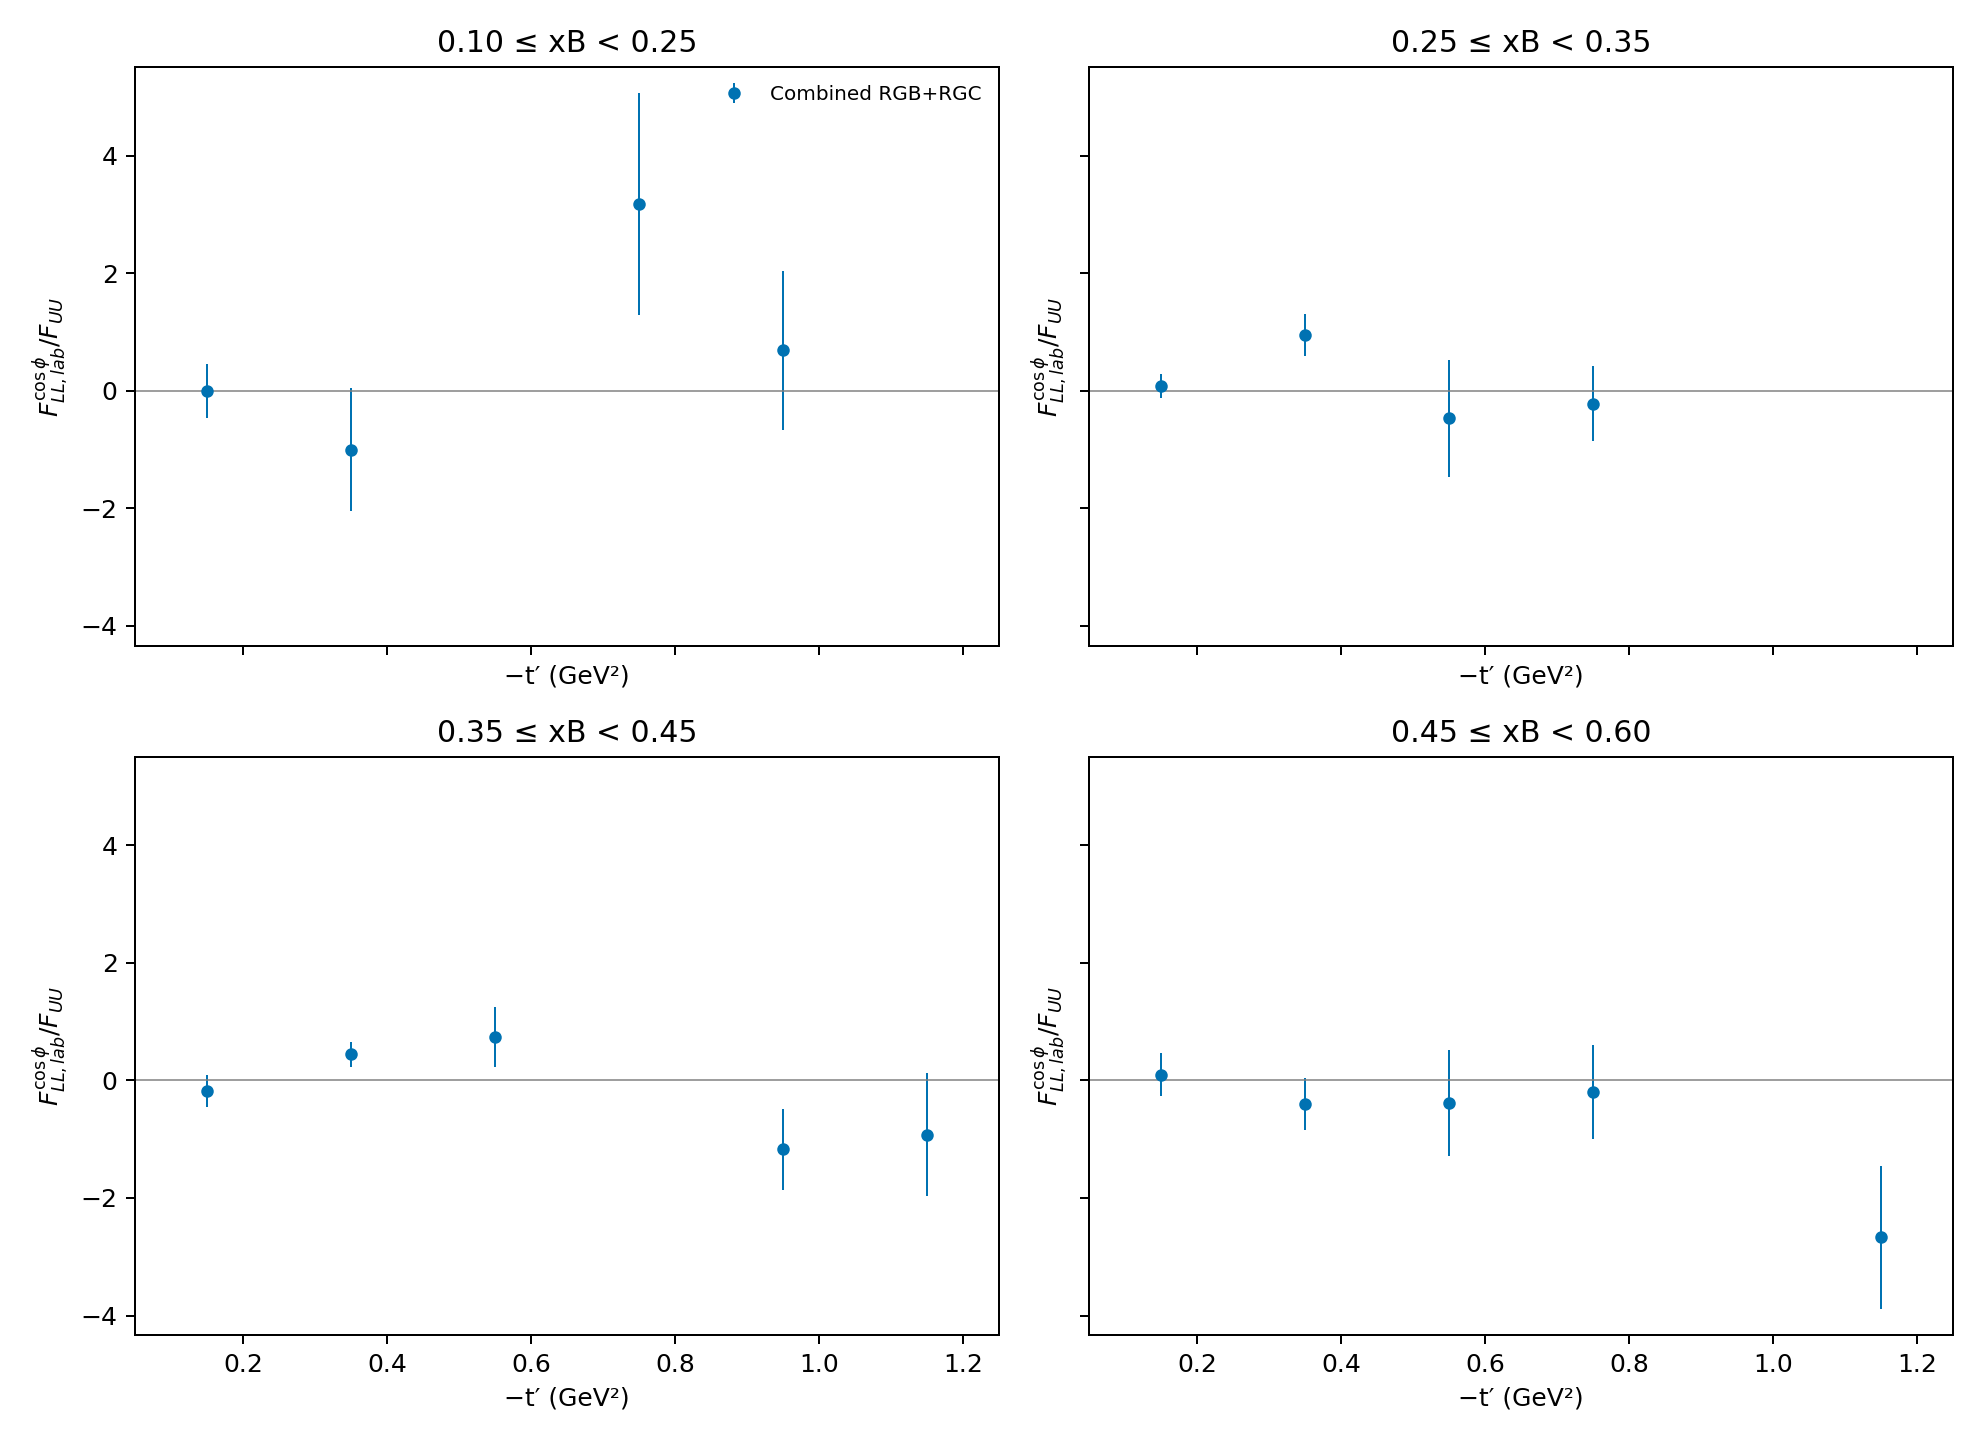 0.10 ≤ xB < 0.25
0.25 ≤ xB < 0.35
Combined RGB+RGC
4
2
0
−2
−4
F^{cos ϕ}_{LL, lab}/F_{UU}
F^{cos ϕ}_{LL, lab}/F_{UU}
−t′ (GeV²)
−t′ (GeV²)
0.35 ≤ xB < 0.45
0.45 ≤ xB < 0.60
4
2
0
−2
−4
F^{cos ϕ}_{LL, lab}/F_{UU}
F^{cos ϕ}_{LL, lab}/F_{UU}
0.2 0.4 0.6 0.8 1.0 1.2
0.2 0.4 0.6 0.8 1.0 1.2
−t′ (GeV²)
−t′ (GeV²)